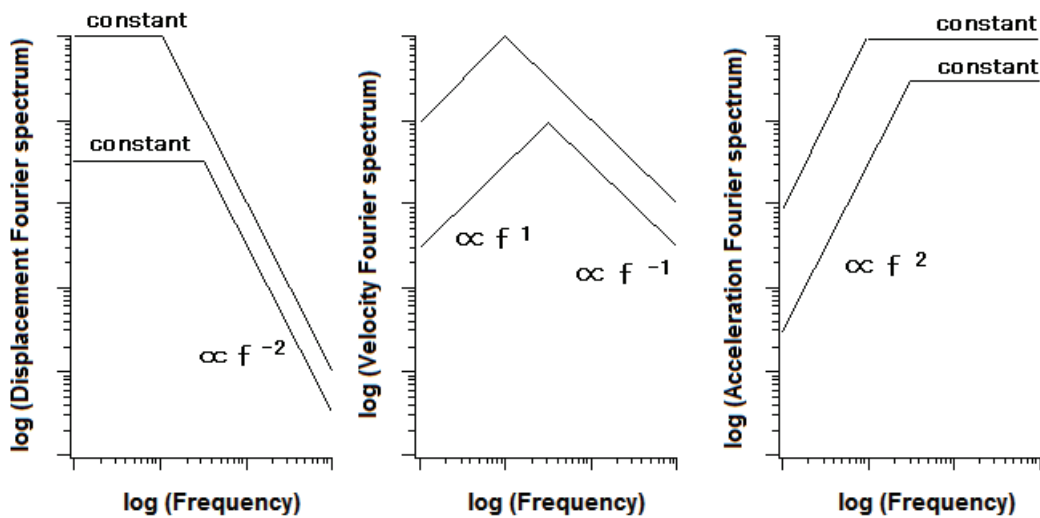 log (Displacement Fourier spectrum)
constant
constant
∝ f -2
log (Frequency)
log (Velocity Fourier spectrum)
∝ f 1
∝ f -1
log (Frequency)
log (Acceleration Fourier spectrum)
constant
constant
∝ f 2
log (Frequency)